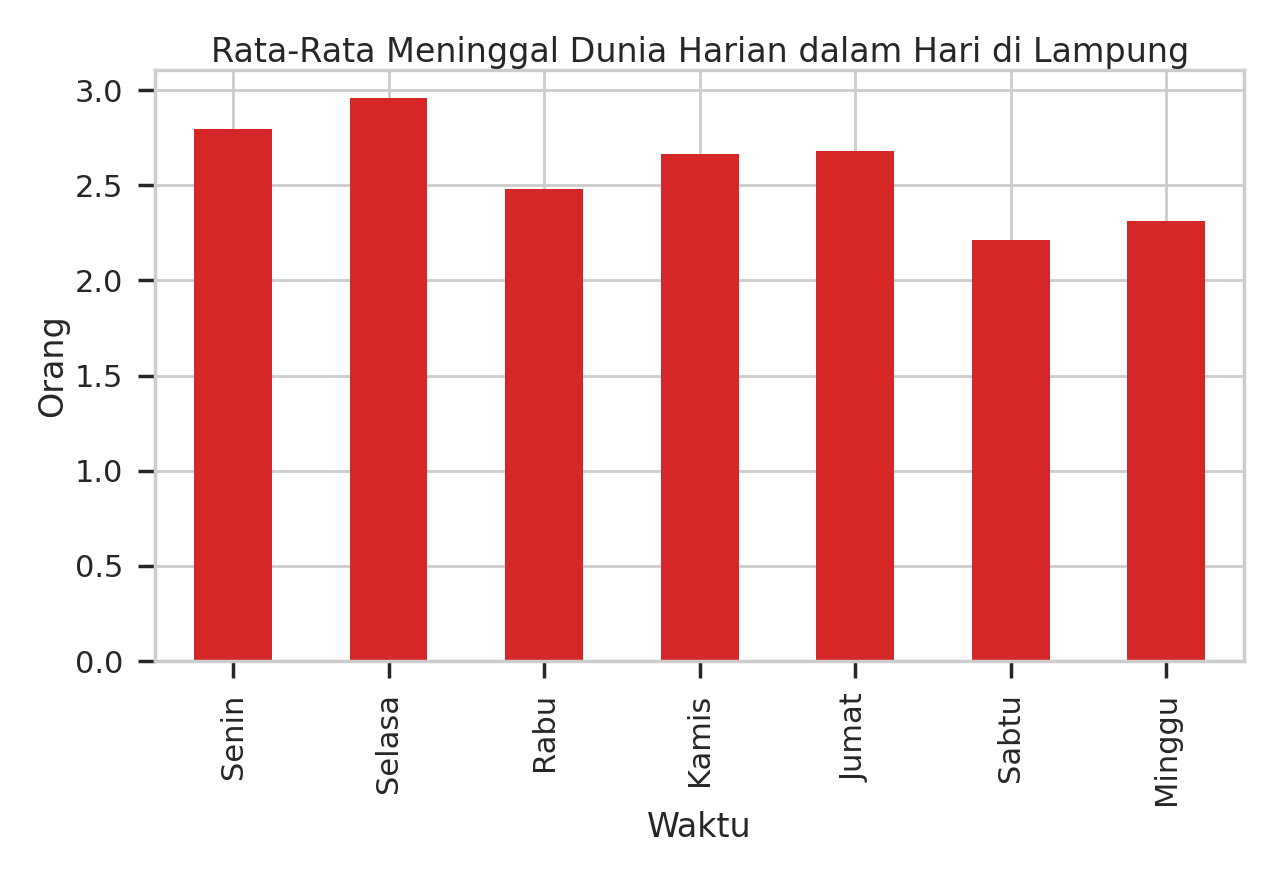 Rata-Rata Meninggal Dunia Harian dalam Hari di Lampung
3.0
2.5
2.0
1.5
1.0
0.5
0.0
Orang
Senin
Selasa
Rabu
Kamis
Jumat
Sabtu
Minggu
Waktu